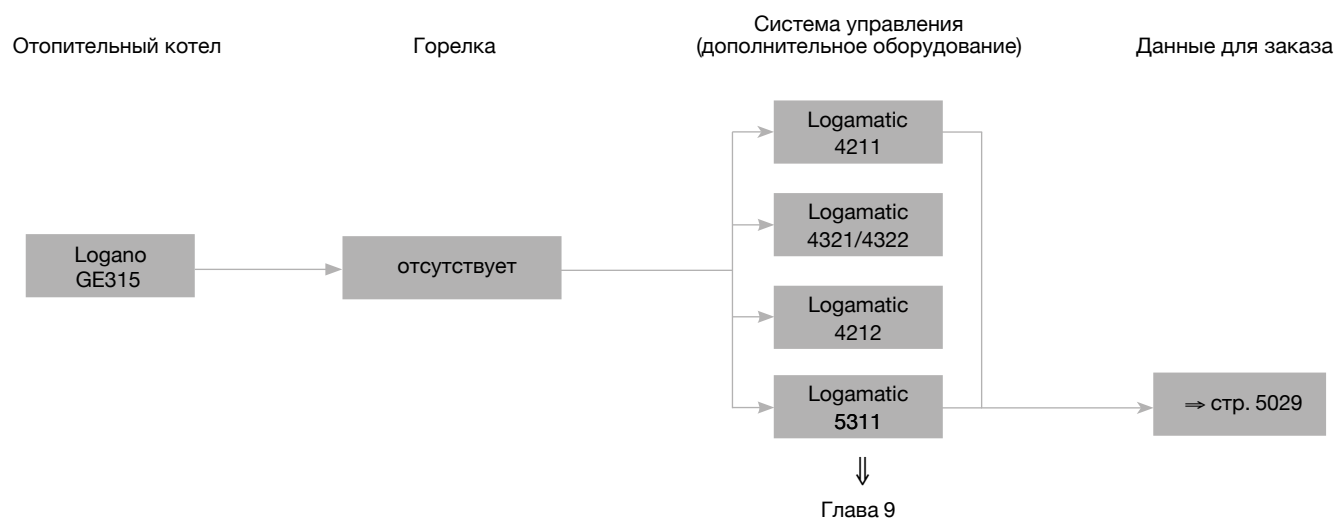 Отопительный котел
Горелка
Система управления
(дополнительное оборудование)
Данные для заказа
Logamatic
4211
Logamatic
4321/4322
Logano
GE315
отсутствует
Logamatic
4212
Logamatic
5311
⇒ стр. 5029
⇓
Глава 9